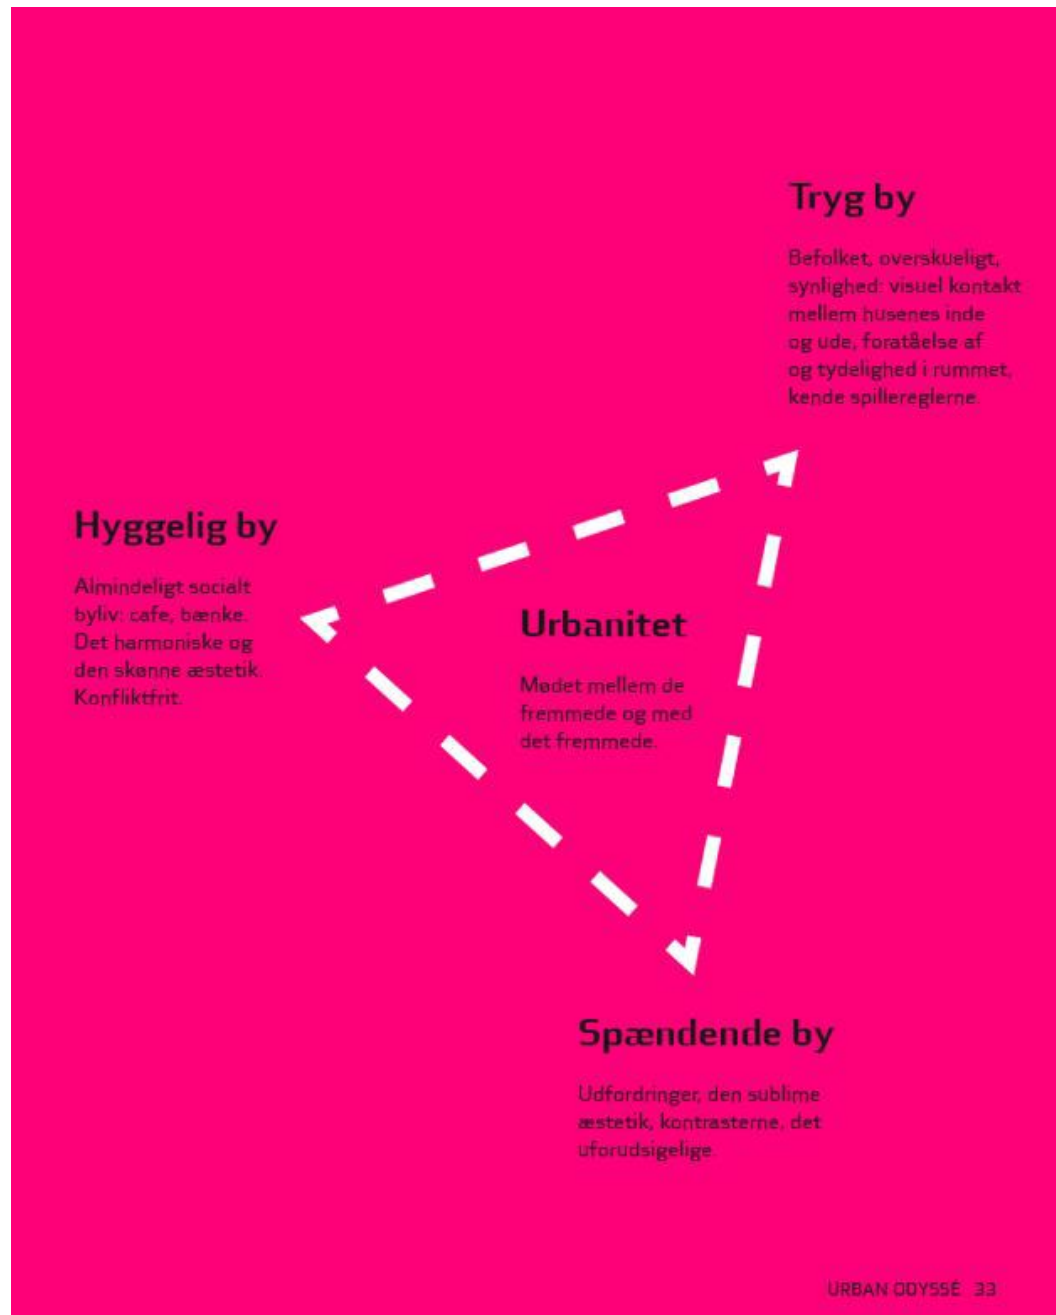 Tryg by
Befolket, overskueligt,
synlighed: visuel kontakt
mellem husenes inde
og ude, foratåelse af
og tydelighed i rummet,
kende spillereglerne.
Hyggelig by
Almindeligt socialt
byliv: cafe, bænke.
Det harmoniske og
den skønne æstetik.
Konfliktfrit.
Urbanitet
Mødet mellem de
fremmede og med
det fremmede.
Spændende by
Udfordringer, den sublime
æstetik, kontrasterne, det
uforudsigelige.
URBAN ODYSSÉ 33